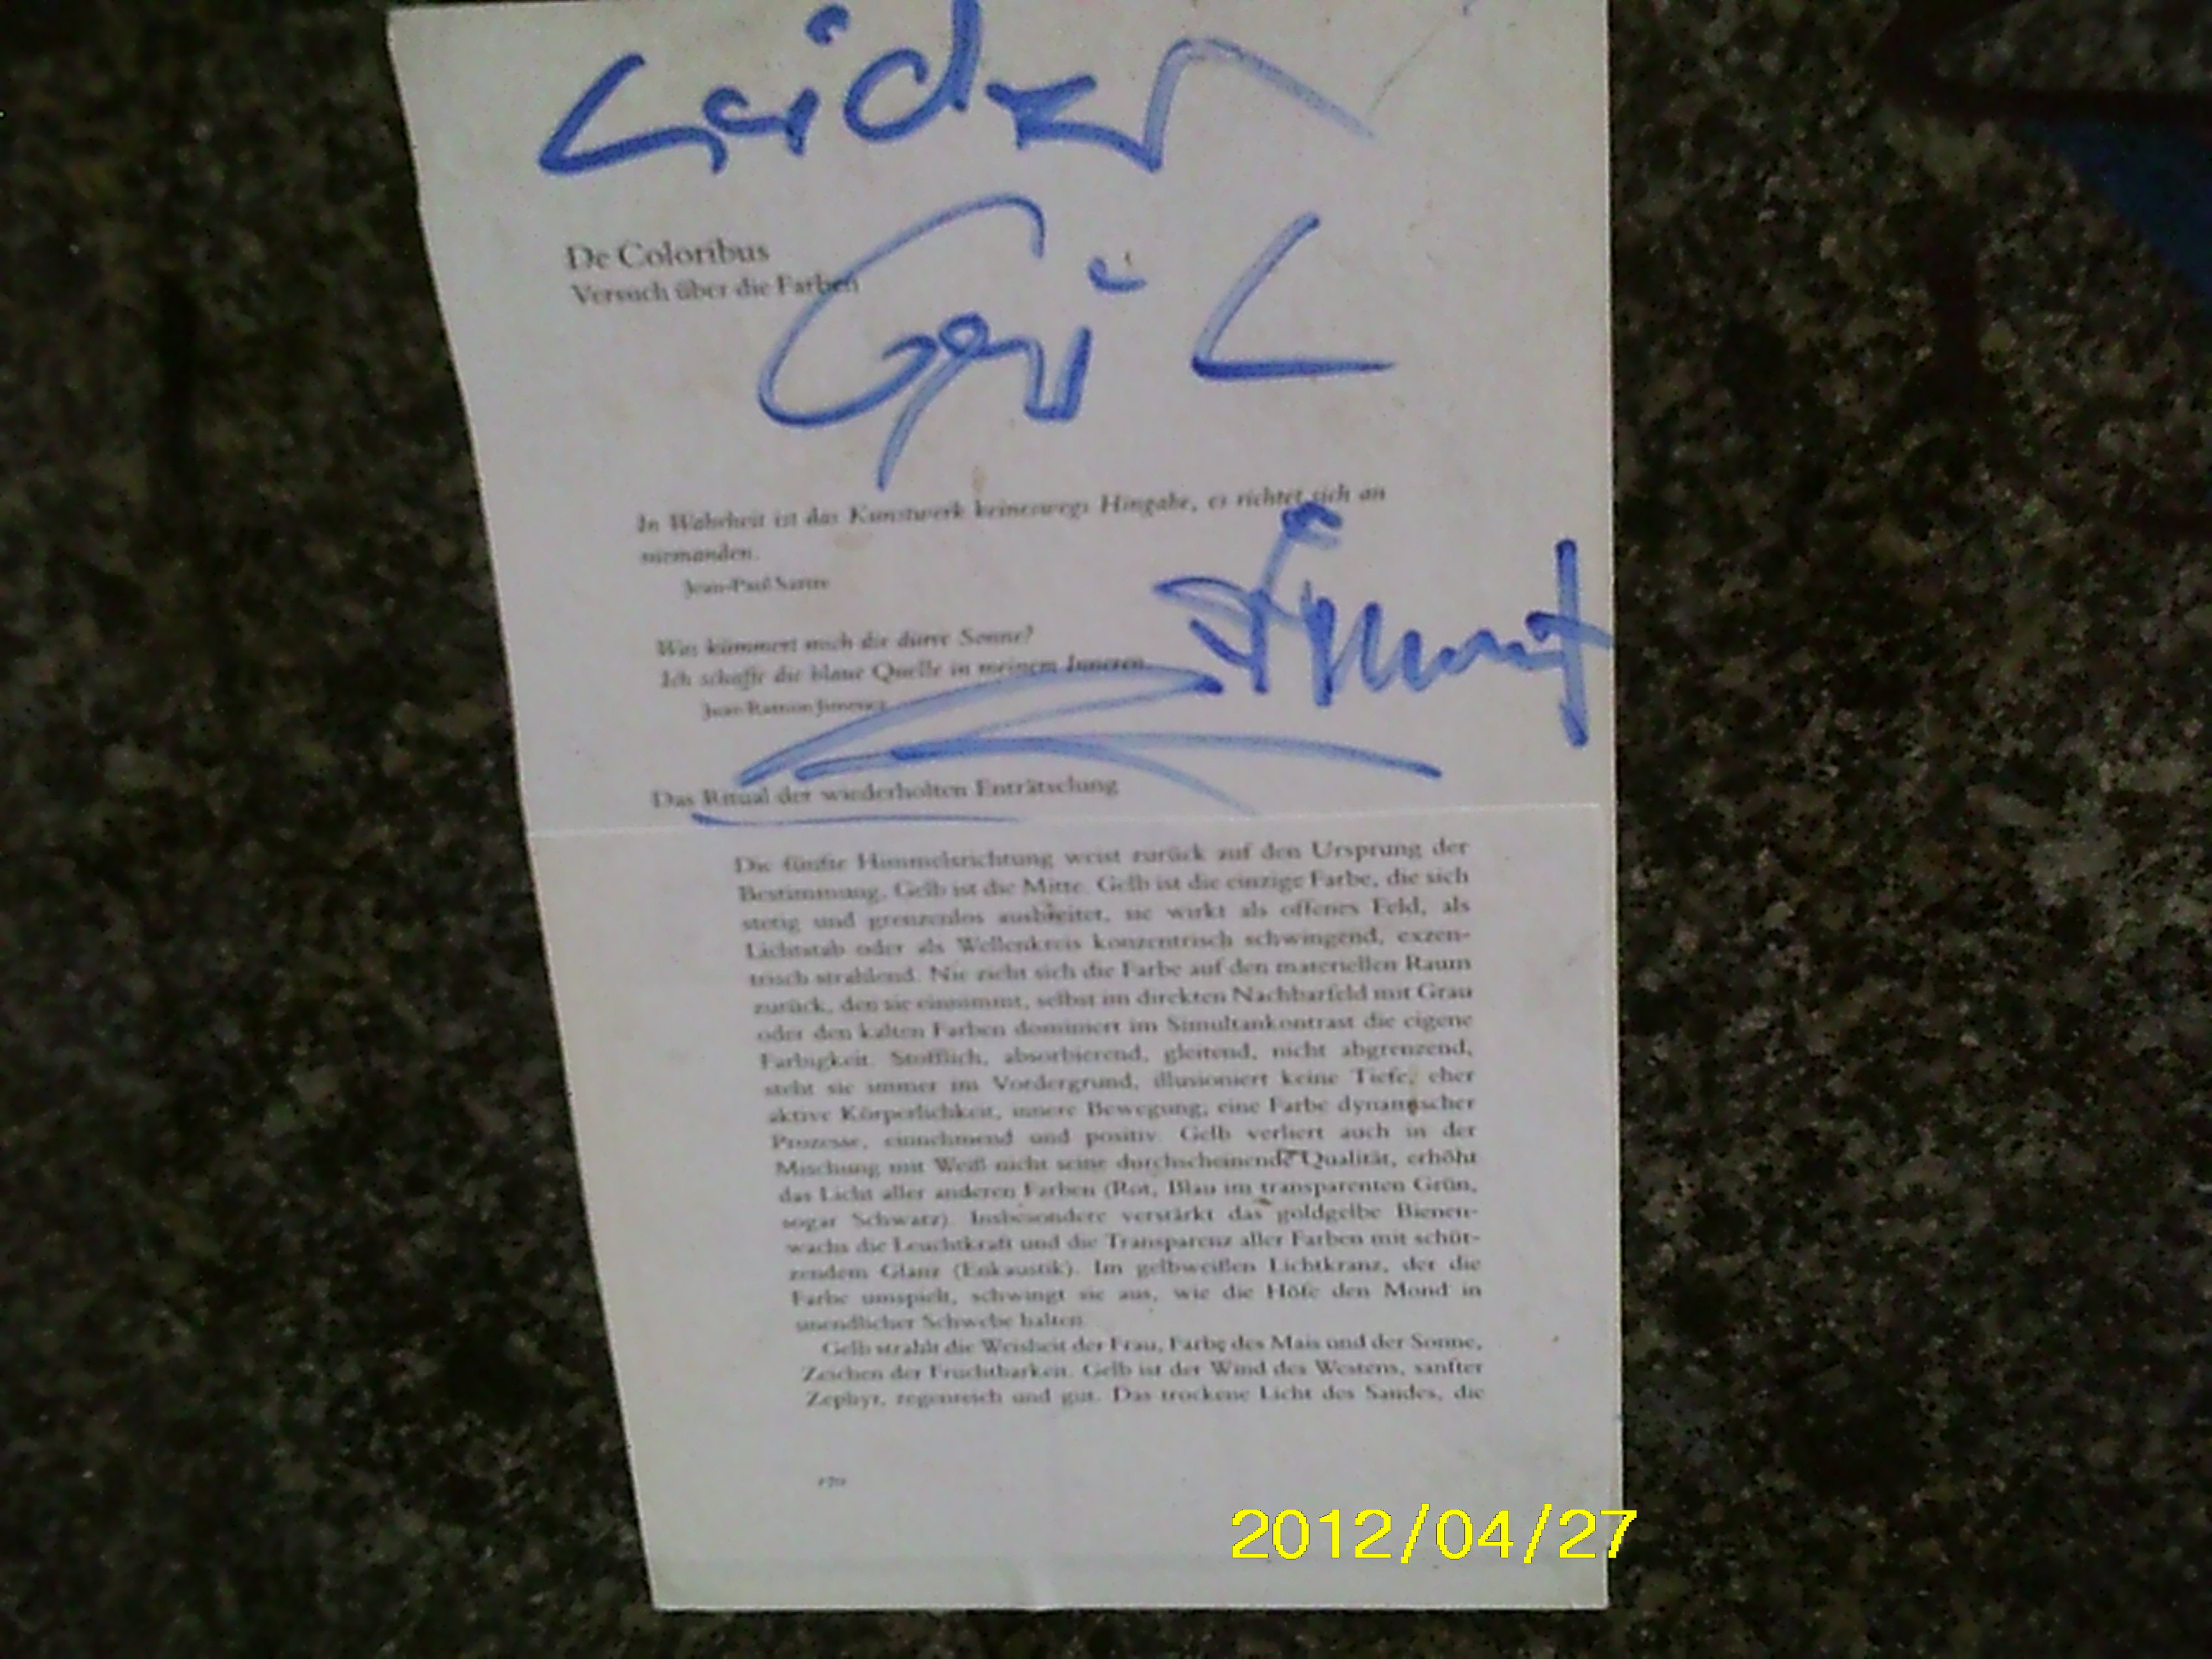 Leider
De Coloribus
Versuch über die Farben
In Wahrheit ist das Kunstwerk keineswegs Hingabe, es richtet sich an
niemanden.
Jean-Paul Sartre
Was kümmert mich die dürre Sonne?
Ich schaffe die blaue Quelle in meinem Inneren.
Juan Ramon Jimenez
Das Ritual der wiederholten Enträtselung
Die fünfte Himmelsrichtung weist zurück auf den Ursprung der
Bestimmung, Gelb ist die Mitte. Gelb ist die einzige Farbe, die sich
stetig und grenzenlos ausbreitet, sie wirkt als offenes Feld, als
Lichtstab oder als Wellenkreis konzentrisch schwingend, exzen-
trisch strahlend. Nie zieht sich die Farbe auf den materiellen Raum
zurück, den sie einnimmt, selbst im direkten Nachbarfeld mit Grau
oder den kalten Farben dominiert im Simultankontrast die eigene
Farbigkeit. Stofflich, absorbierend, gleitend, nicht abgrenzend,
steht sie immer im Vordergrund, illusioniert keine Tiefe, eher
aktive Körperlichkeit, innere Bewegung, eine Farbe dynamischer
Prozesse, einnehmend und positiv. Gelb verliert auch in der
Mischung mit Weiß nicht seine durchscheinende Qualität, erhöht
das Licht aller anderen Farben (Rot, Blau im transparenten Grün,
sogar Schwarz). Insbesondere verstärkt das goldgelbe Bienen-
wachs die Leuchtkraft und die Transparenz aller Farben mit schüt-
zendem Glanz (Enkaustik). Im gelbweißen Lichtkranz, der die
Farbe umspielt, schwingt sie aus, wie die Höfe den Mond in
unendlicher Schwebe halten.
Gelb strahlt die Weisheit der Frau, Farbe des Mais und der Sonne,
Zeichen der Fruchtbarkeit. Gelb ist der Wind des Westens, sanfter
Zephyr, regenreich und gut. Das trockene Licht des Sandes, die
170
2012/04/27